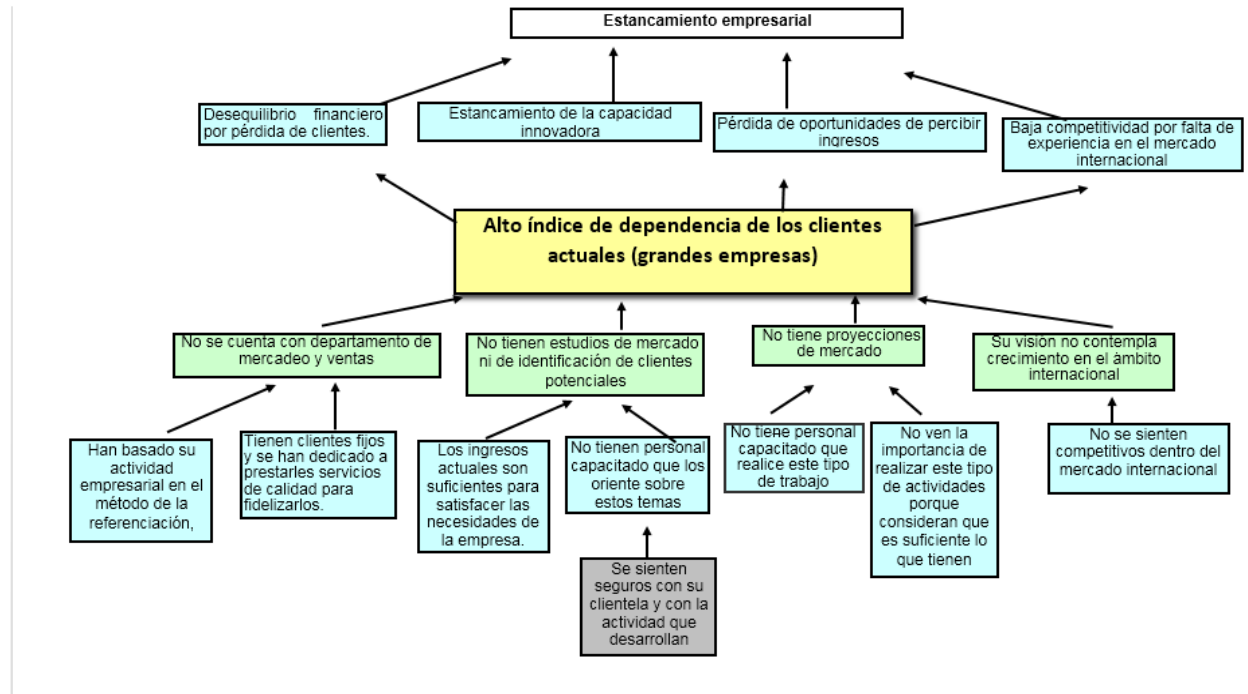 Estancamiento empresarial
Desequilibrio financiero
por pérdida de clientes.
Estancamiento de la capacidad
innovadora
Pérdida de oportunidades de percibir
ingresos
Baja competitividad por falta de
experiencia en el mercado
internacional
Alto índice de dependencia de los clientes
actuales (grandes empresas)
No se cuenta con departamento de
mercadeo y ventas
No tienen estudios de mercado
ni de identificación de clientes
potenciales
No tiene proyecciones
de mercado
Su visión no contempla
crecimiento en el ámbito
internacional
Han basado su
actividad
empresarial en el
método de la
referenciación,
Tienen clientes fijos
y se han dedicado a
prestarles servicios
de calidad para
fidelizarlos.
Los ingresos
actuales son
suficientes para
satisfacer las
necesidades de
la empresa.
No tienen personal
capacitado que los
oriente sobre
estos temas
No tiene personal
capacitado que
realice este tipo
de trabajo
No ven la
importancia de
realizar este tipo
de actividades
porque
consideran que
es suficiente lo
que tienen
No se sienten
competitivos dentro del
mercado internacional
Se sienten
seguros con su
clientela y con la
actividad que
desarrollan